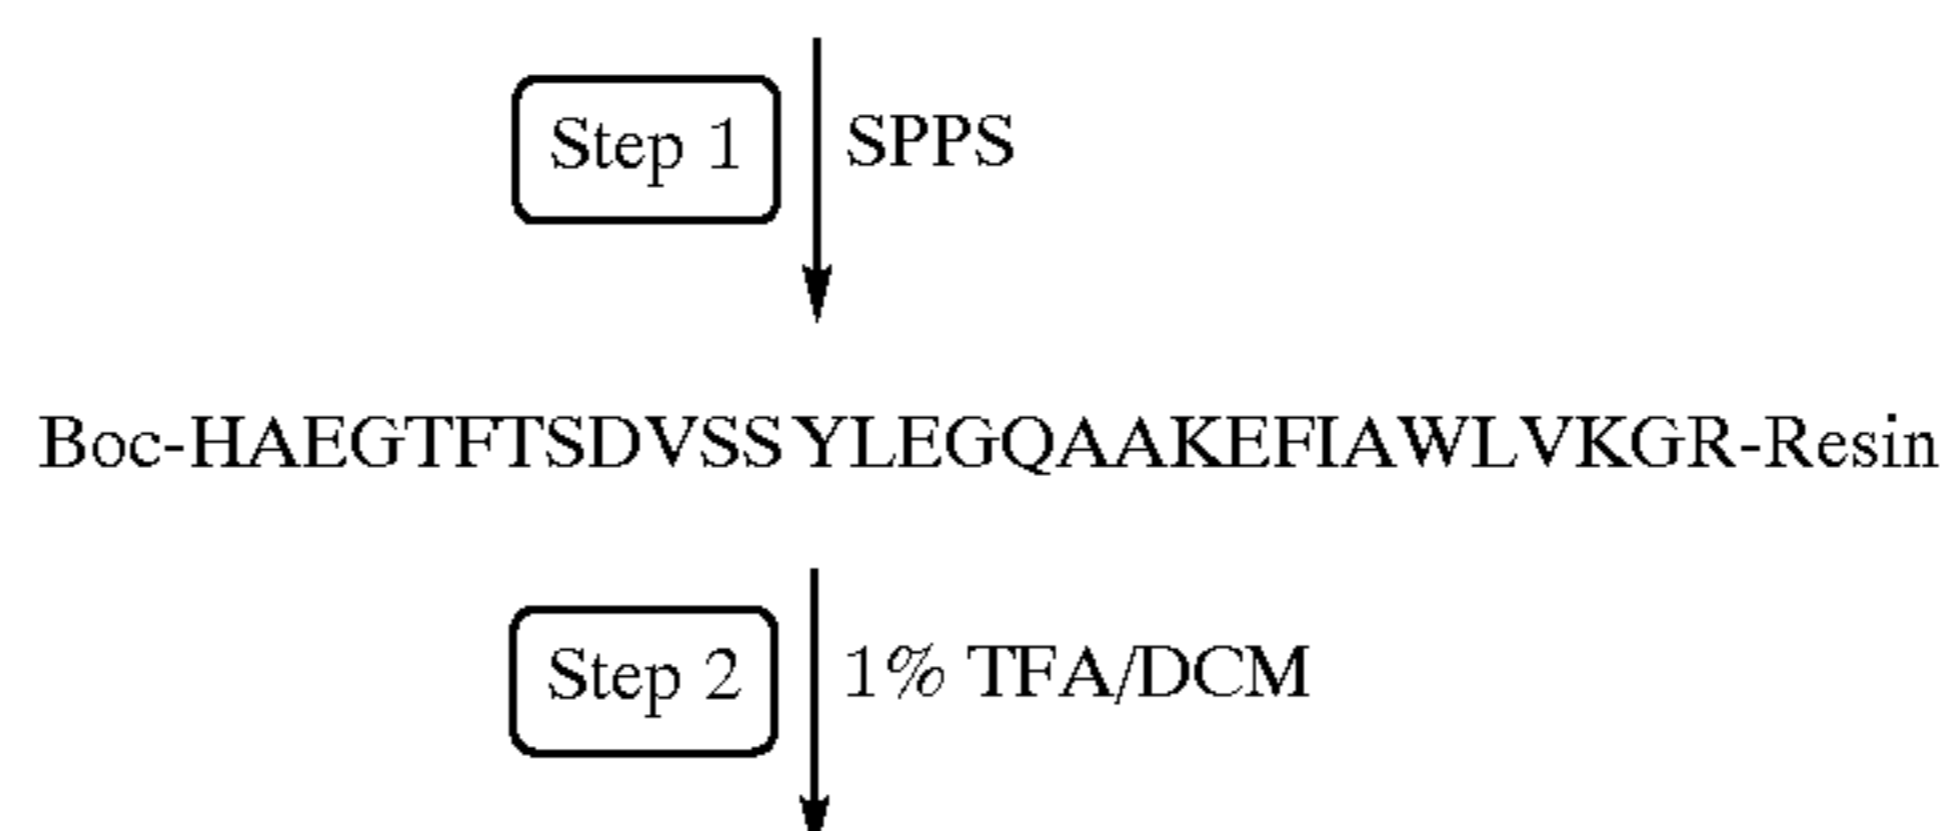 Step 1
SPPS
Boc-HAEGTFTSDVSSYLEGQAAKEFIAWLVKGR-Resin
Step 2
1% TFA/DCM